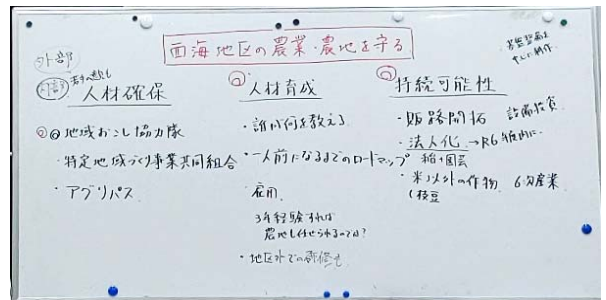 西海地区の農業・農地を守る
外部
人材確保
◎地域おこし協力隊
・特定地域づくり事業共同組合
・アグリパス
人材育成
・誰が何を教える
・一人前になるまでのロードマップ
・雇用
3年経験すれば
農地も任せられるのでは?
・地区外での研修も
持続可能性
・販路開拓 設備投資
・法人化→R6年度内に
稲+園芸
・米以外の作物 6次産業
(枝豆